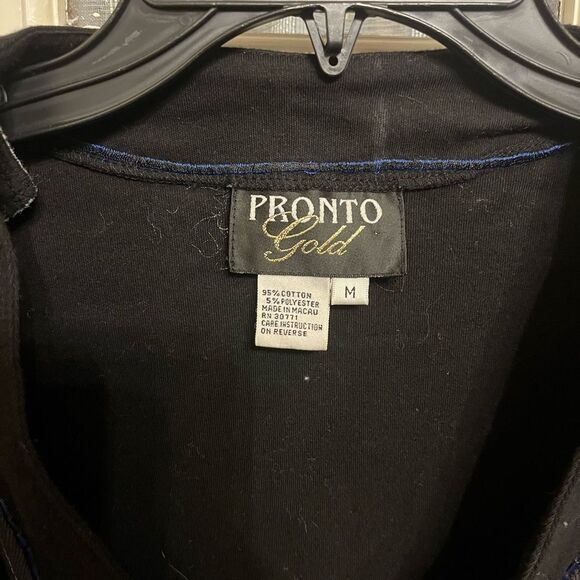 PRONTO
Gold
M
95% COTTON
5% POLYESTER
MADE IN MACAU
RN 30771
CARE INSTRUCTION
ON REVERSE